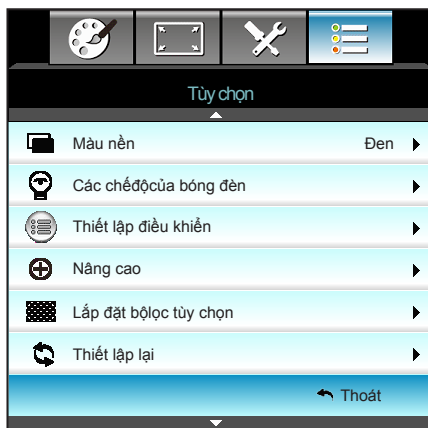 Tùy chọn
Màu nền Đen
Các chếđộcủa bóng đèn
Thiết lập điều khiển
Nâng cao
Lắp đặt bộlọc tùy chọn
Thiết lập lại
Thoát